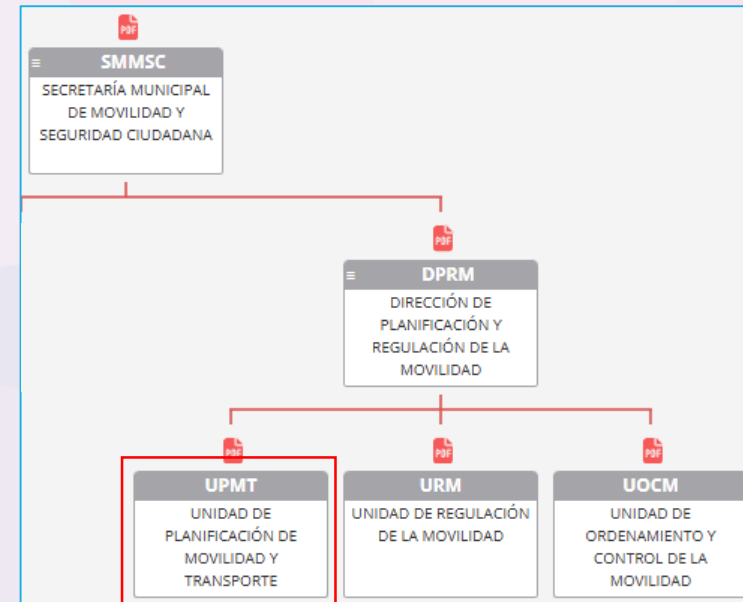 PDF
SMMSC
SECRETARÍA MUNICIPAL
DE MOVILIDAD Y
SEGURIDAD CIUDADANA
PDF
DPRM
DIRECCIÓN DE
PLANIFICACIÓN Y
REGULACIÓN DE LA
MOVILIDAD
PDF
UPMT
UNIDAD DE
PLANIFICACIÓN DE
MOVILIDAD Y
TRANSPORTE
PDF
URM
UNIDAD DE REGULACIÓN
DE LA MOVILIDAD
PDF
UOCM
UNIDAD DE
ORDENAMIENTO Y
CONTROL DE LA
MOVILIDAD